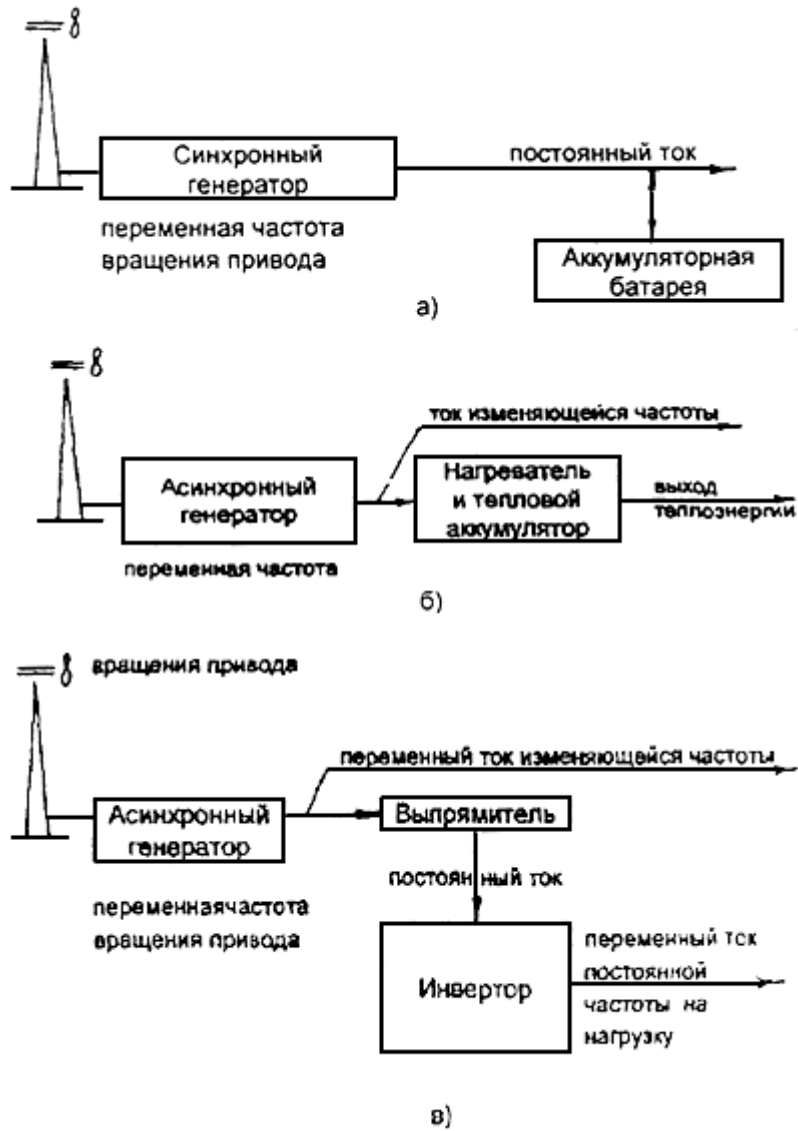 Синхронный
генератор
постоянный ток
переменная частота
вращения привода
Аккумуляторная
батарея
а)
ток изменяющейся частоты
Асинхронный
генератор
Нагреватель
и тепловой
аккумулятор
выход
теплоэнергии
переменная частота
б)
вращения привода
переменный ток изменяющейся частоты
Асинхронный
генератор
Выпрямитель
постоянный ток
переменнаячастота
вращения привода
Инвертор
переменный ток
постоянной
частоты на
нагрузку
в)